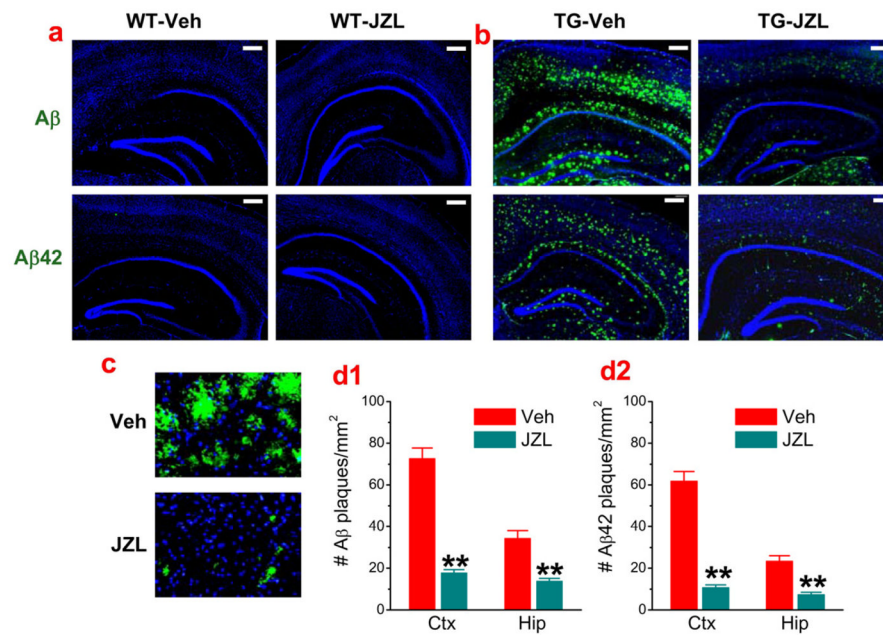 a
WT-Veh
WT-JZL
b
TG-Veh
TG-JZL
Aβ
Aβ42
c
Veh
JZL
d1
# Aβ plaques/mm²
100
80
60
40
20
0
Veh
JZL
**
**
Ctx
Hip
d2
# Aβ42 plaques/mm²
100
80
60
40
20
0
Veh
JZL
**
**
Ctx
Hip